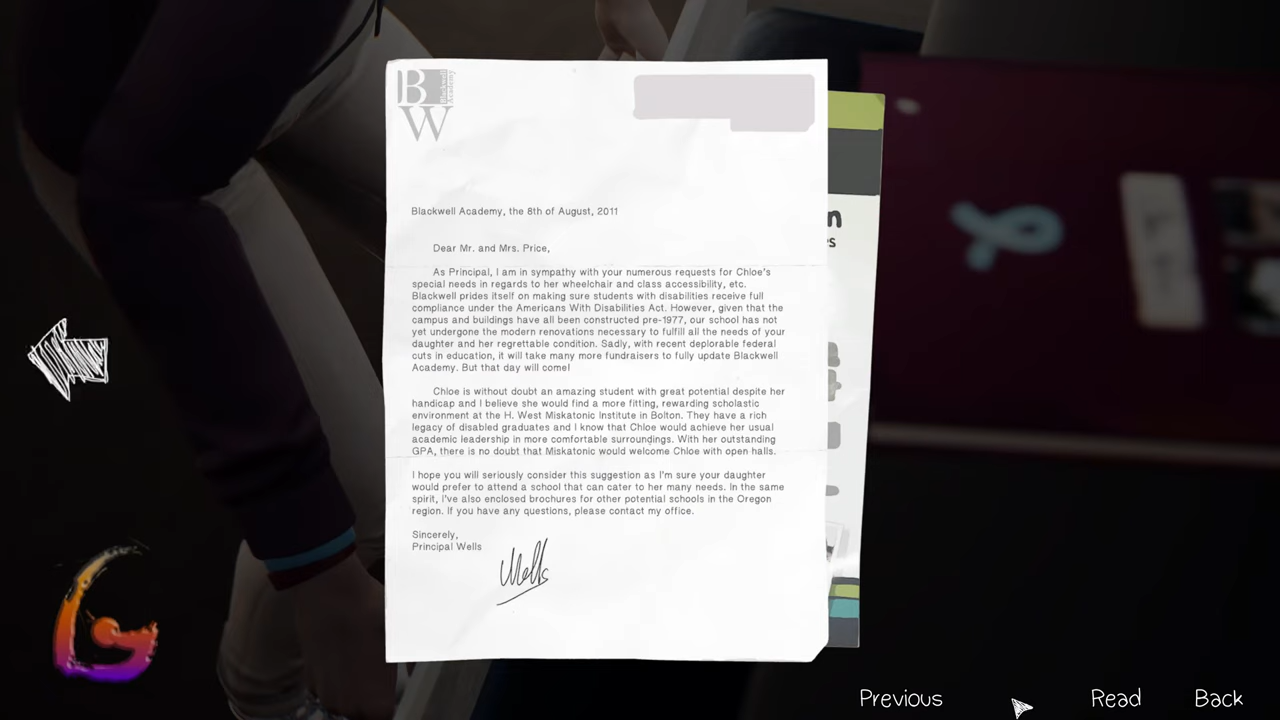 B
W
Blackwell
Academy
Blackwell Academy, the 8th of August, 2011
Dear Mr. and Mrs. Price,
As Principal, I am in sympathy with your numerous requests for Chloe's
special needs in regards to her wheelchair and class accessibility, etc.
Blackwell prides itself on making sure students with disabilities receive full
compliance under the Americans With Disabilities Act. However, given that the
campus and buildings have all been constructed pre-1977, our school has not
yet undergone the modern renovations necessary to fulfill all the needs of your
daughter and her regrettable condition. Sadly, with recent deplorable federal
cuts in education, it will take many more fundraisers to fully update Blackwell
Academy. But that day will come!
Chloe is without doubt an amazing student with great potential despite her
handicap and I believe she would find a more fitting, rewarding scholastic
environment at the H. West Miskatonic Institute in Bolton. They have a rich
legacy of disabled graduates and I know that Chloe would achieve her usual
academic leadership in more comfortable surroundings. With her outstanding
GPA, there is no doubt that Miskatonic would welcome Chloe with open halls.
I hope you will seriously consider this suggestion as I'm sure your daughter
would prefer to attend a school that can cater to her many needs. In the same
spirit, I've also enclosed brochures for other potential schools in the Oregon
region. If you have any questions, please contact my office.
Sincerely,
Principal Wells
Wells
n
es
Previous
Read
Back